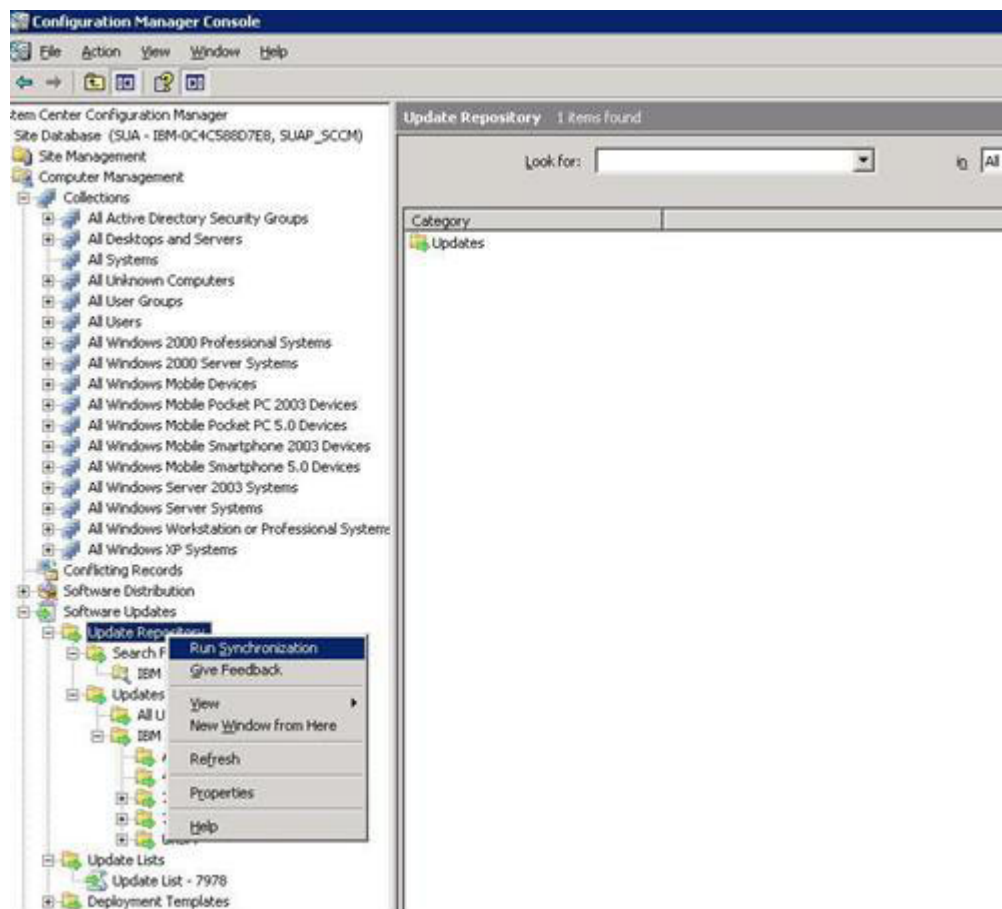 Configuration Manager Console
File Action View Window Help
tem Center Configuration Manager
Site Database (SUA - IBM-0C4C588D7E8, SUAP_SCCM)
Site Management
Computer Management
Collections
All Active Directory Security Groups
All Desktops and Servers
All Systems
All Unknown Computers
All User Groups
All Users
All Windows 2000 Professional Systems
All Windows 2000 Server Systems
All Windows Mobile Devices
All Windows Mobile Pocket PC 2003 Devices
All Windows Mobile Pocket PC 5.0 Devices
All Windows Mobile Smartphone 2003 Devices
All Windows Mobile Smartphone 5.0 Devices
All Windows Server 2003 Systems
All Windows Server Systems
All Windows Workstation or Professional Systems
All Windows XP Systems
Conflicting Records
Software Distribution
Software Updates
Update Repository
Search F
IBM
Updates
All U
IBM
Update Lists
Update List - 7978
Deployment Templates
Run Synchronization
Give Feedback
View
New Window from Here
Refresh
Properties
Help
Update Repository 1 items found
Look for:
in All
Category
Updates